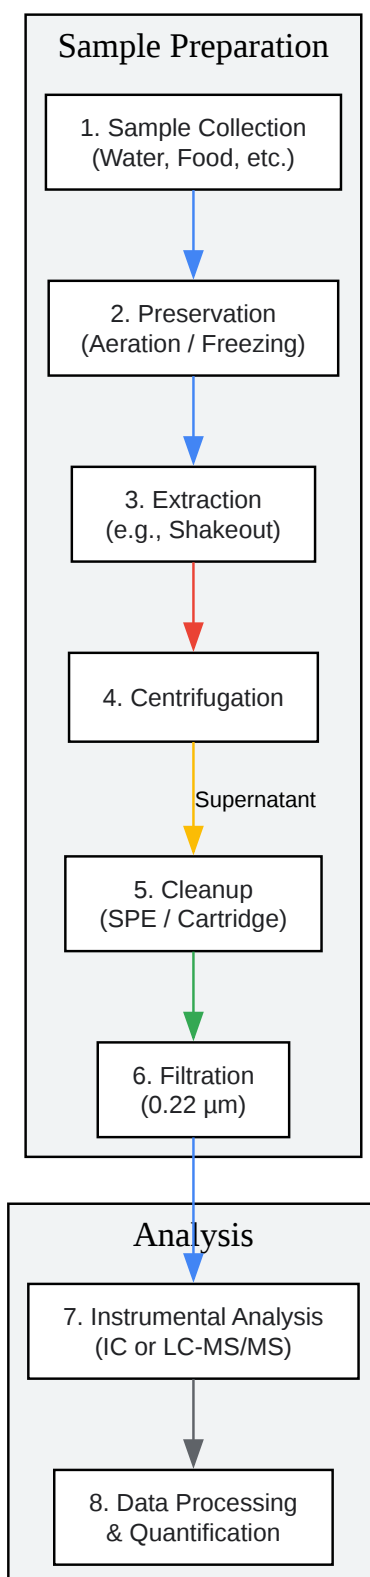 Sample Preparation
1. Sample Collection
(Water, Food, etc.)
2. Preservation
(Aeration / Freezing)
3. Extraction
(e.g., Shakeout)
4. Centrifugation
Supernatant
5. Cleanup
(SPE / Cartridge)
6. Filtration
(0.22 µm)
Analysis
7. Instrumental Analysis
(IC or LC-MS/MS)
8. Data Processing
& Quantification